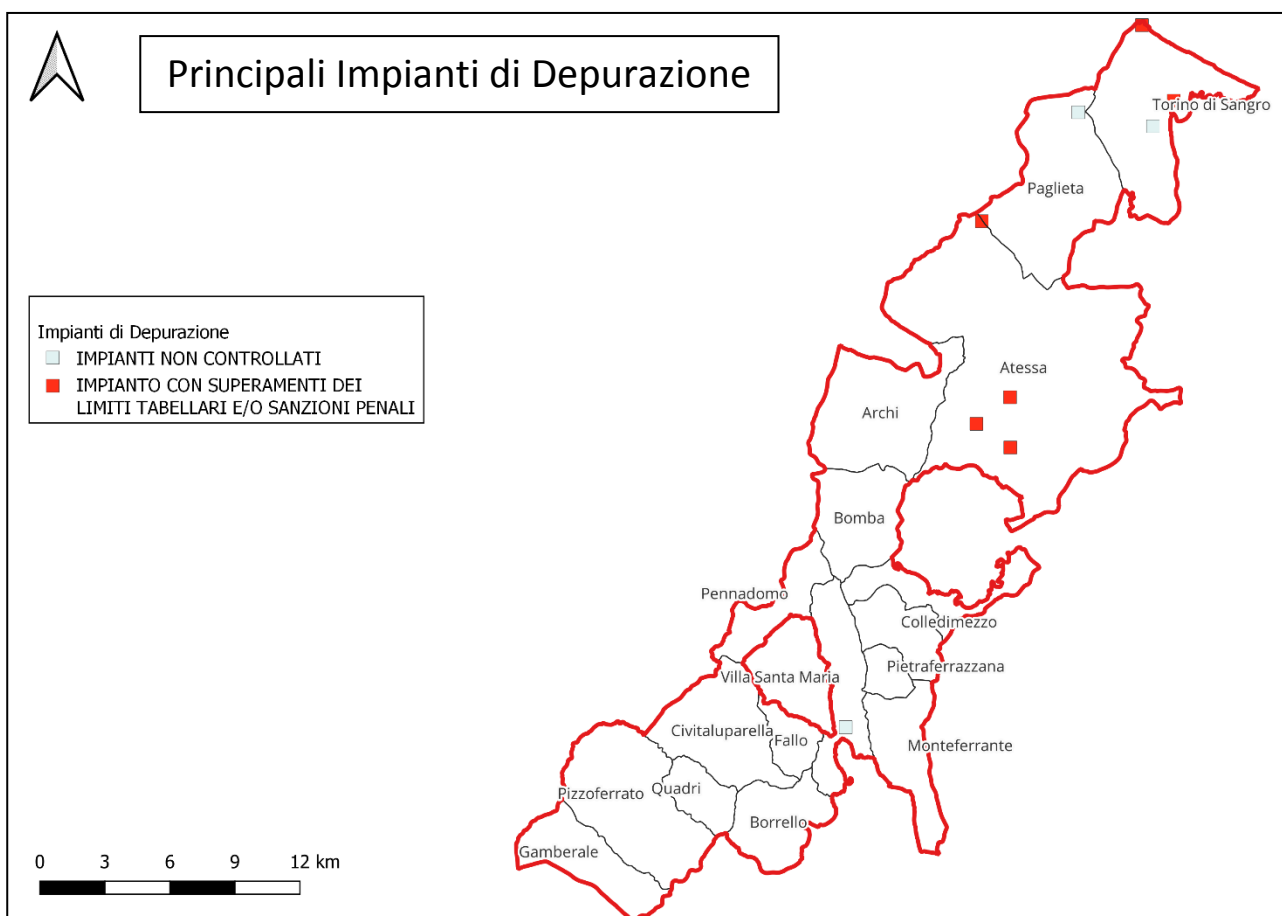 Principali Impianti di Depurazione
Torino di Sangro
Paglieta
Impianti di Depurazione
IMPIANTI NON CONTROLLATI
IMPIANTO CON SUPERAMENTI DEI
LIMITI TABELLARI E/O SANZIONI PENALI
Atessa
Archi
Bomba
Pennadomo
Colledimezzo
Pietraferrazzana
Villa Santa Maria
Civitaluparella
Fallo
Monteferrante
Quadri
Pizzoferrato
Borrello
Gamberale
0 3 6 9 12 km